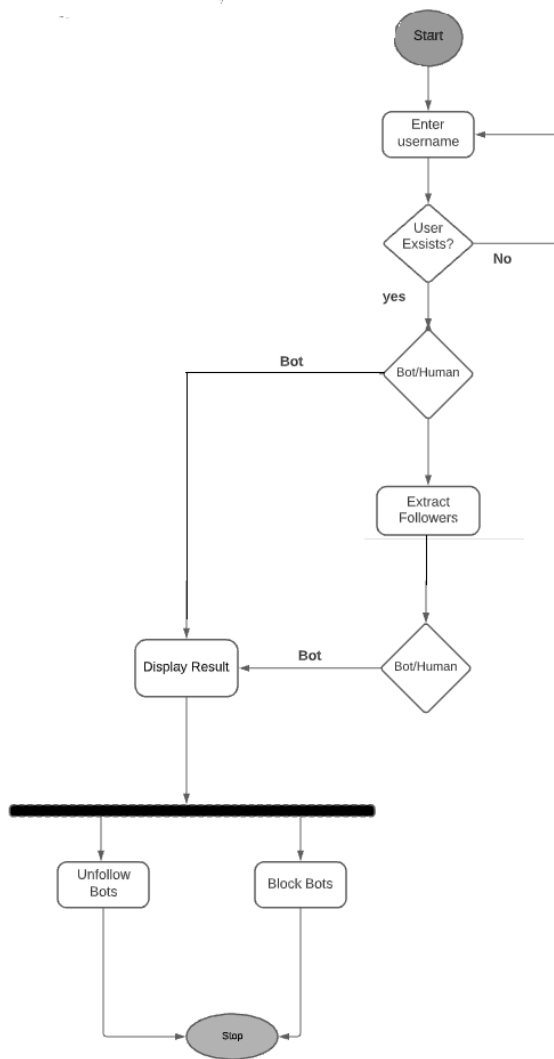 Start
Enter
username
User
Exsists?
No
yes
Bot
Bot/Human
Extract
Followers
Display Result
Bot
Bot/Human
Unfollow
Bots
Block Bots
Stop